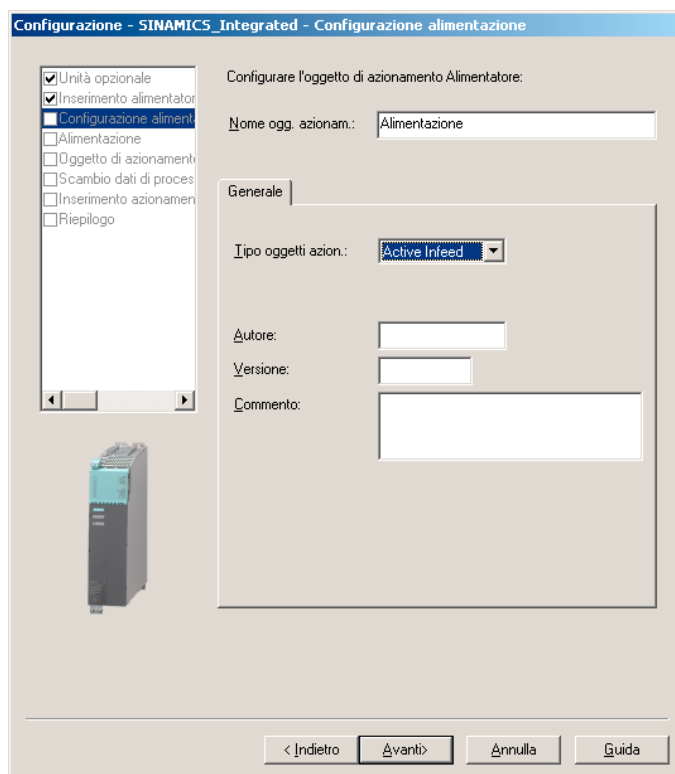 Configurazione - SINAMICS_Integrated - Configurazione alimentazione
Unità opzionale
Inserimento alimentator
Configurazione aliment
Alimentazione
Oggetto di azionament
Scambio dati di proces
Inserimento azionamen
Riepilogo
Configurare l'oggetto di azionamento Alimentatore:
Nome ogg. azionam.: Alimentazione
Generale
Tipo oggetti azion.: Active Infeed
Autore:
Versione:
Commento:
< Indietro Avanti> Annulla Guida